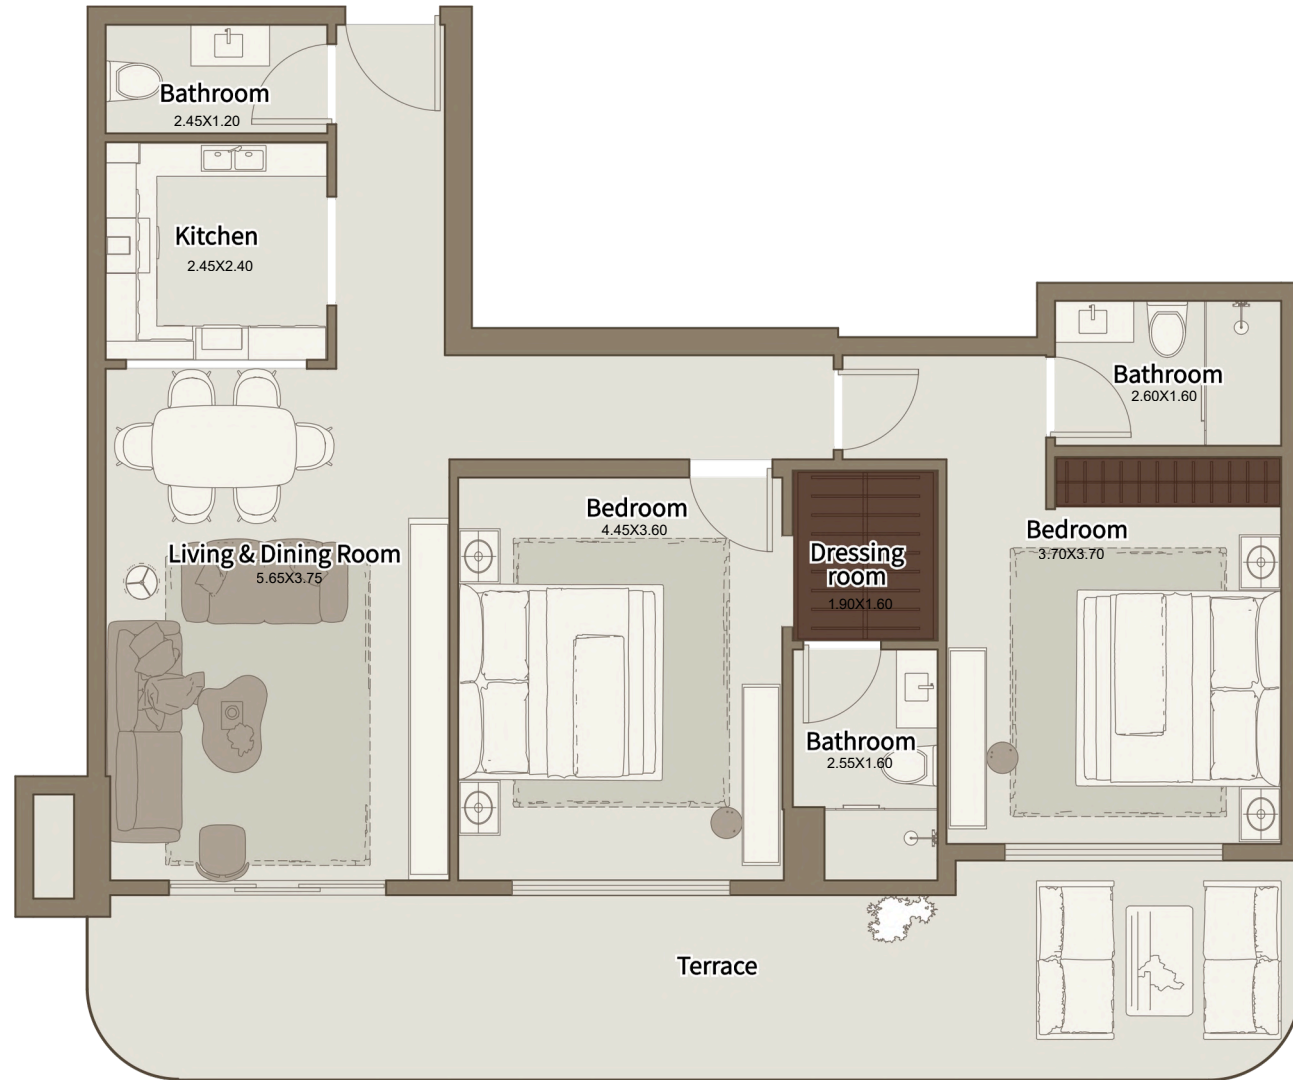 Bathroom
2.45X1.20
Kitchen
2.45X2.40
Bathroom
2.60X1.60
Bedroom
4.45X3.60
Bedroom
3.70X3.70
Living & Dining Room
5.65X3.75
Dressing
room
1.90X1.60
Bathroom
2.55X1.60
Terrace